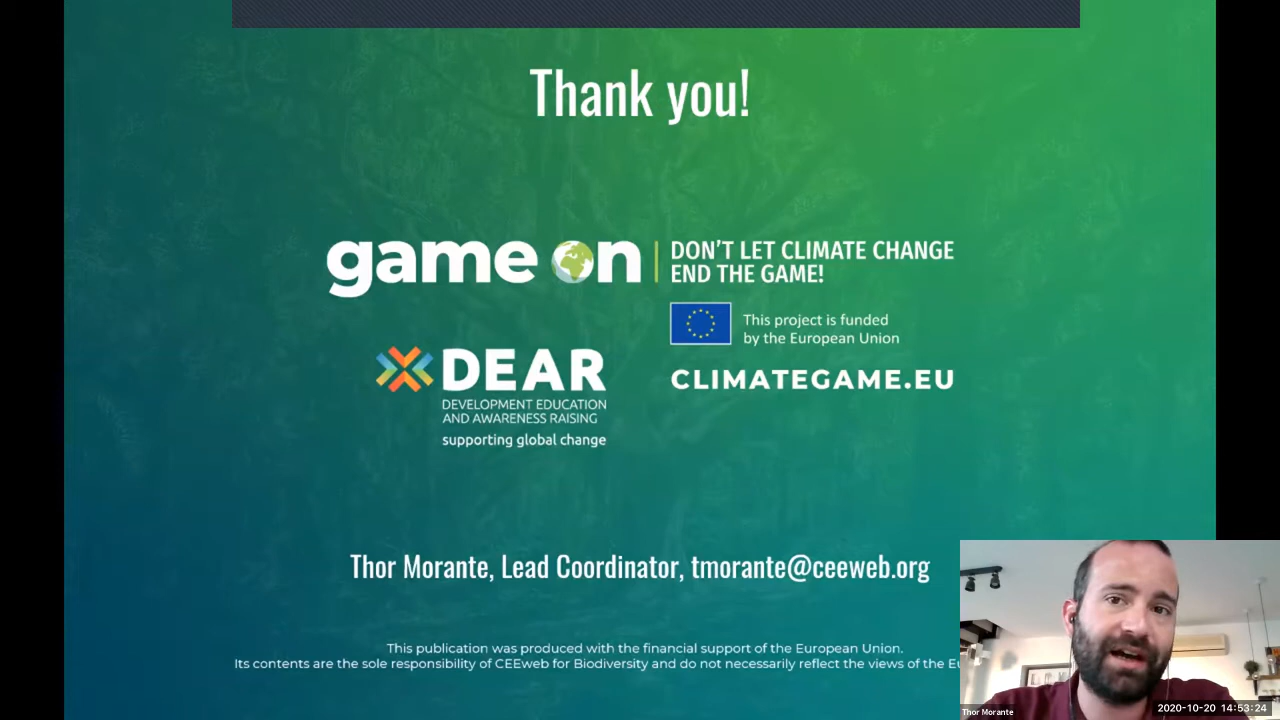 Thank you!
game on
DON'T LET CLIMATE CHANGE
END THE GAME!
This project is funded
by the European Union
CLIMATEGAME.EU
DEAR
DEVELOPMENT EDUCATION
AND AWARENESS RAISING
supporting global change
Thor Morante, Lead Coordinator, tmorante@ceeweb.org
This publication was produced with the financial support of the European Union.
Its contents are the sole responsibility of CEEweb for Biodiversity and do not necessarily reflect the views of the
Thor Morante
2020-10-20 14:53:24